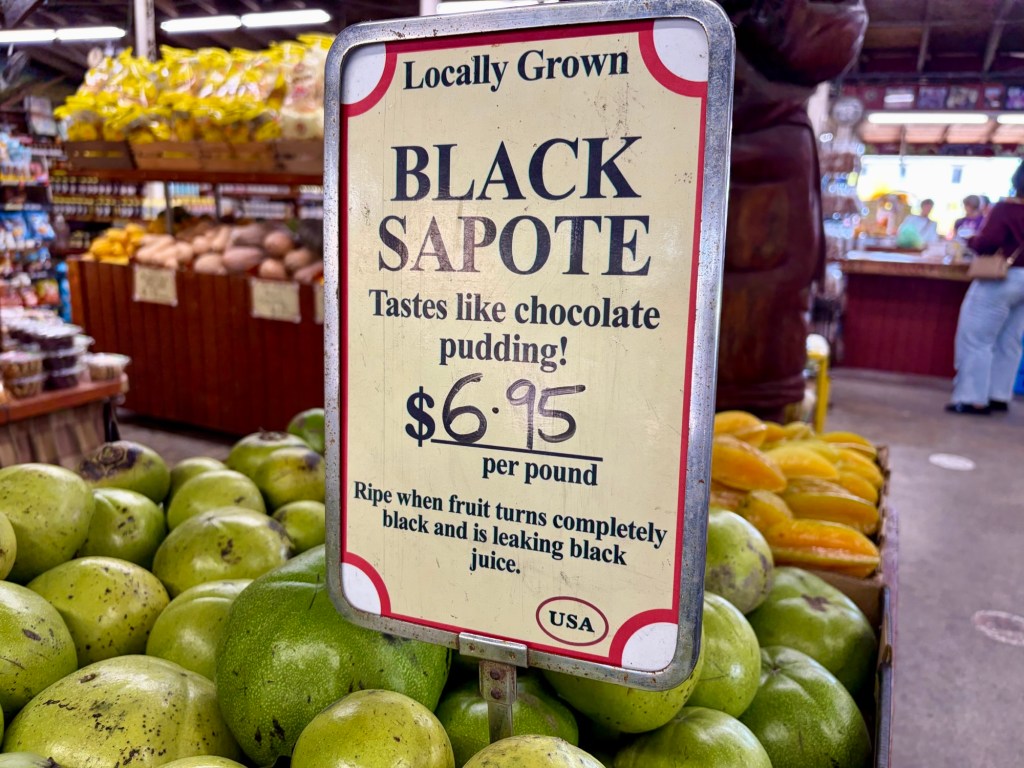 Locally Grown
BLACK
SAPOTE
Tastes like chocolate
pudding!
$6.95
per pound
Ripe when fruit turns completely
black and is leaking black
juice.
USA